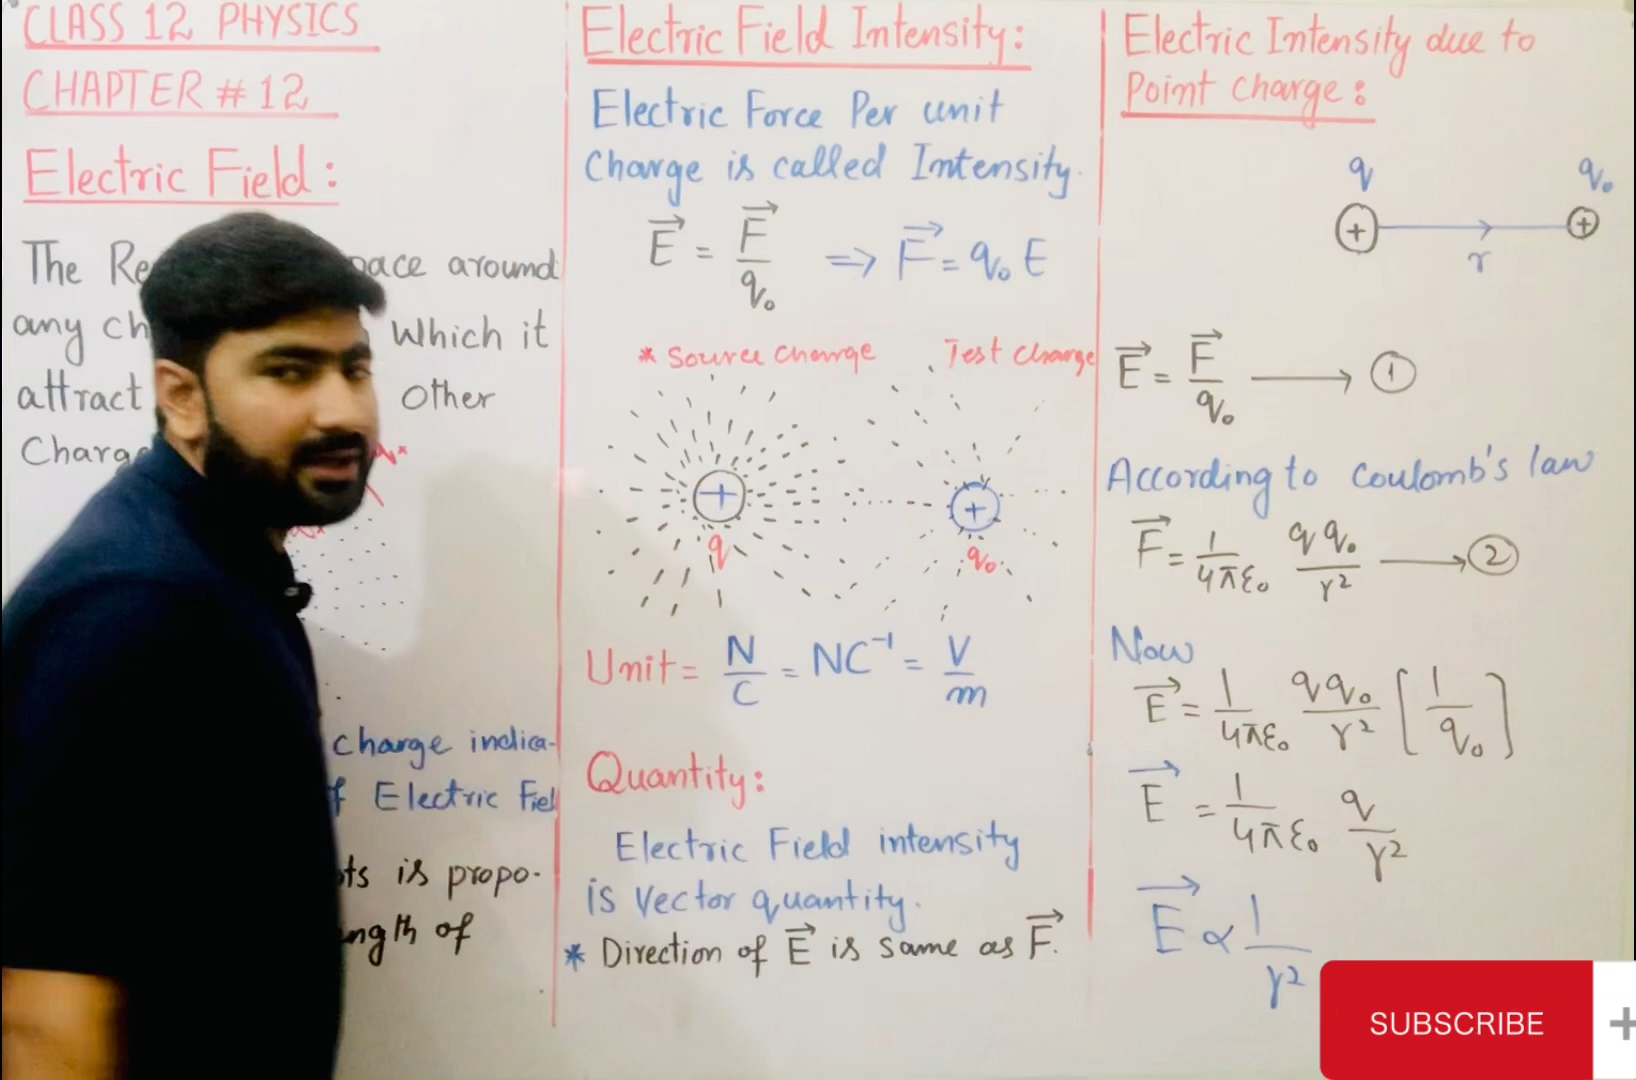 CLASS 12 PHYSICS
CHAPTER # 12
Electric Field :
The Re ace around
any ch which it
attract other
Charg
charge indica-
f Electric Fiel
ts is propo-
ngth of
Electric Field Intensity:
Electric Force Per unit
Charge is called Intensity.
E = F/q₀ ⇒ F = q₀ E
* Source Charge . Test Charge
+ +
q q₀
Unit = N/C = NC⁻¹ = V/m
Quantity:
Electric Field intensity
is Vector quantity.
* Direction of E is same as F.
Electric Intensity due to
Point charge :
q q₀
+ +
r
E = F/q₀ → 1
According to Coulomb's law
F = 1/4πε₀ qq₀/r² → 2
Now
E = 1/4πε₀ qq₀/r² [1/q₀]
E = 1/4πε₀ q/r²
E ∝ 1/r²
SUBSCRIBE +